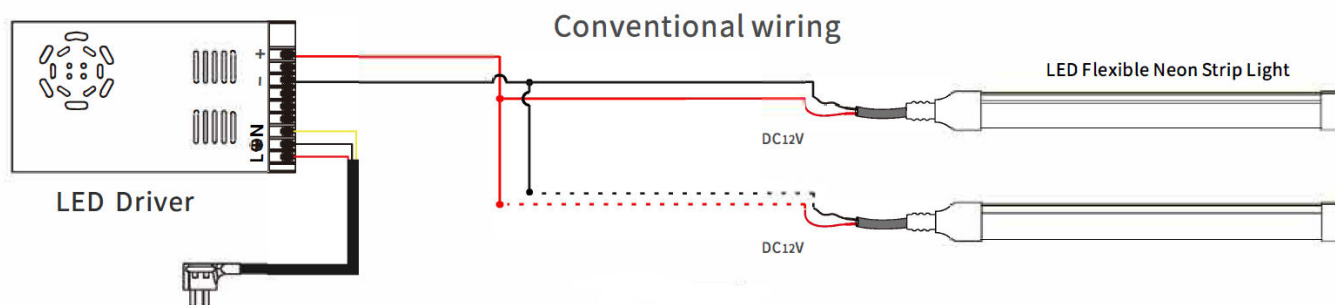 Conventional wiring
+
−
LED Flexible Neon Strip Light
DC12V
L⏚N
LED Driver
DC12V